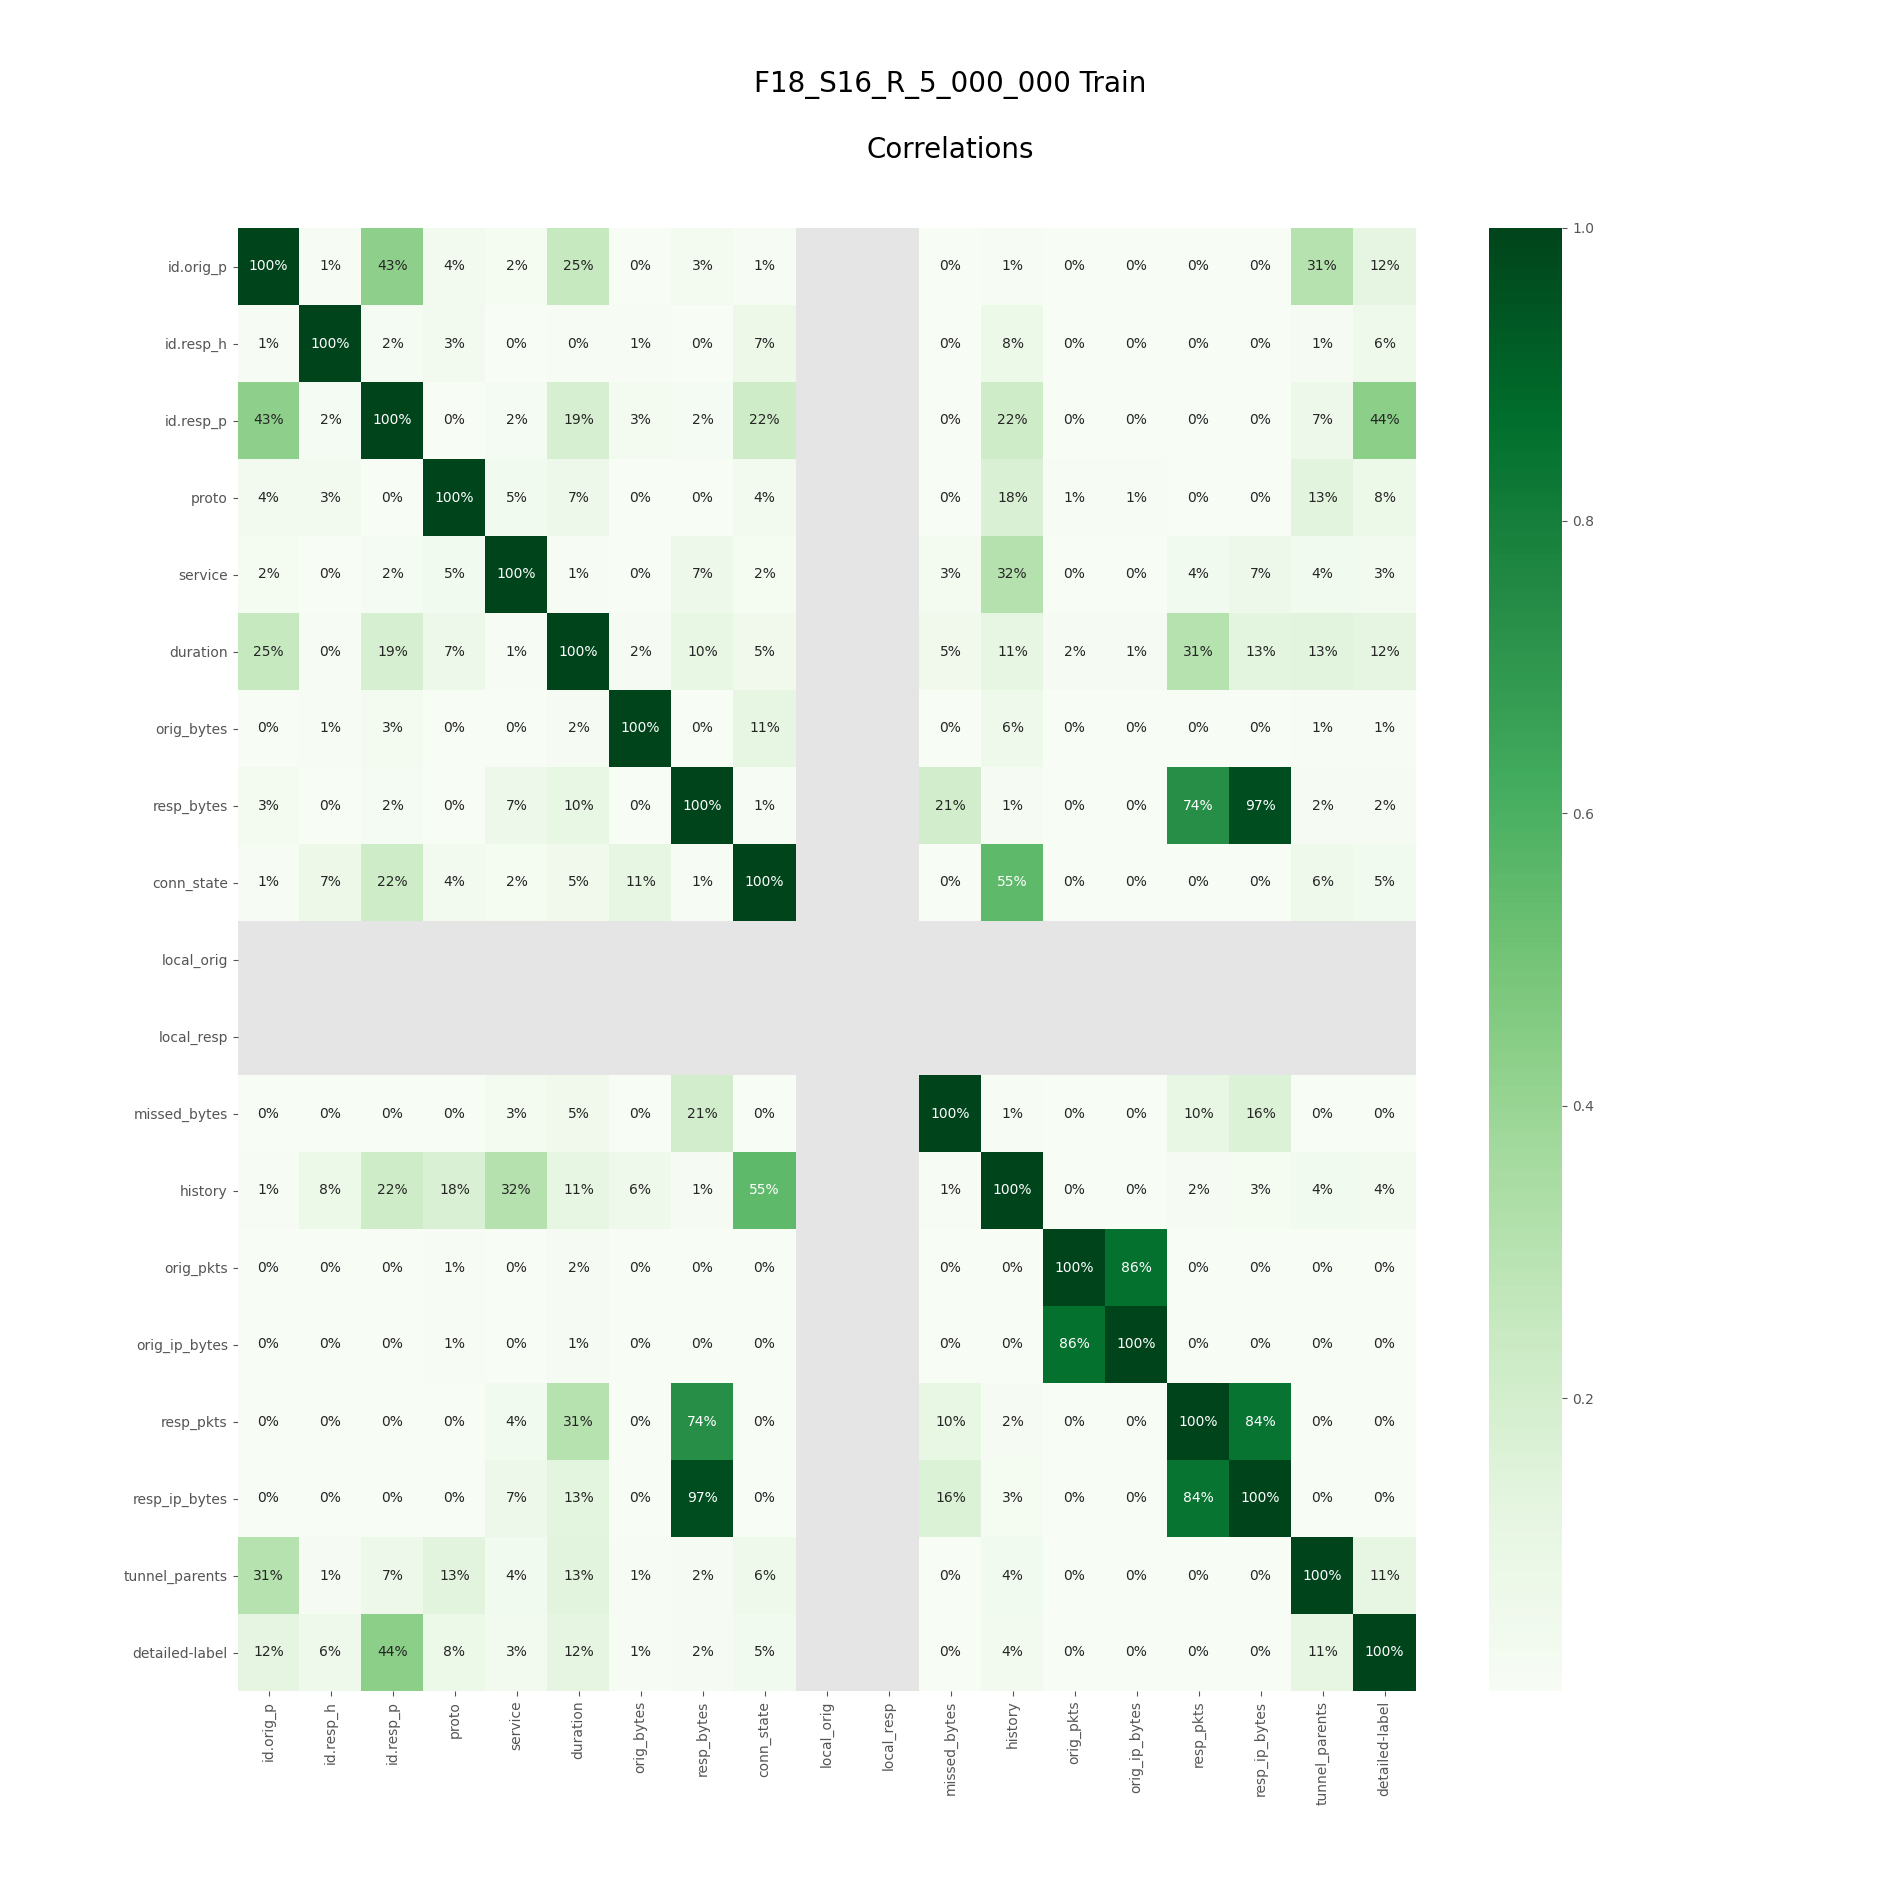 F18_S16_R_5_000_000 Train
Correlations
1.0
id.orig_p 100% 1% 43% 4% 2% 25% 0% 3% 1% 0% 1% 0% 0% 0% 0% 31% 12%
id.resp_h 1% 100% 2% 3% 0% 0% 1% 0% 7% 0% 8% 0% 0% 0% 0% 1% 6%
id.resp_p 43% 2% 100% 0% 2% 19% 3% 2% 22% 0% 22% 0% 0% 0% 0% 7% 44%
proto 4% 3% 0% 100% 5% 7% 0% 0% 4% 0% 18% 1% 1% 0% 0% 13% 8%
0.8
service 2% 0% 2% 5% 100% 1% 0% 7% 2% 3% 32% 0% 0% 4% 7% 4% 3%
duration 25% 0% 19% 7% 1% 100% 2% 10% 5% 5% 11% 2% 1% 31% 13% 13% 12%
orig_bytes 0% 1% 3% 0% 0% 2% 100% 0% 11% 0% 6% 0% 0% 0% 0% 1% 1%
resp_bytes 3% 0% 2% 0% 7% 10% 0% 100% 1% 21% 1% 0% 0% 74% 97% 2% 2%
0.6
conn_state 1% 7% 22% 4% 2% 5% 11% 1% 100% 0% 55% 0% 0% 0% 0% 6% 5%
local_orig
local_resp
0.4
missed_bytes 0% 0% 0% 0% 3% 5% 0% 21% 0% 100% 1% 0% 0% 10% 16% 0% 0%
history 1% 8% 22% 18% 32% 11% 6% 1% 55% 1% 100% 0% 0% 2% 3% 4% 4%
orig_pkts 0% 0% 0% 1% 0% 2% 0% 0% 0% 0% 0% 100% 86% 0% 0% 0% 0%
orig_ip_bytes 0% 0% 0% 1% 0% 1% 0% 0% 0% 0% 0% 86% 100% 0% 0% 0% 0%
0.2
resp_pkts 0% 0% 0% 0% 4% 31% 0% 74% 0% 10% 2% 0% 0% 100% 84% 0% 0%
resp_ip_bytes 0% 0% 0% 0% 7% 13% 0% 97% 0% 16% 3% 0% 0% 84% 100% 0% 0%
tunnel_parents 31% 1% 7% 13% 4% 13% 1% 2% 6% 0% 4% 0% 0% 0% 0% 100% 11%
detailed-label 12% 6% 44% 8% 3% 12% 1% 2% 5% 0% 4% 0% 0% 0% 0% 11% 100%
id.orig_p
id.resp_h
id.resp_p
proto
service
duration
orig_bytes
resp_bytes
conn_state
local_orig
local_resp
missed_bytes
history
orig_pkts
orig_ip_bytes
resp_pkts
resp_ip_bytes
tunnel_parents
detailed-label